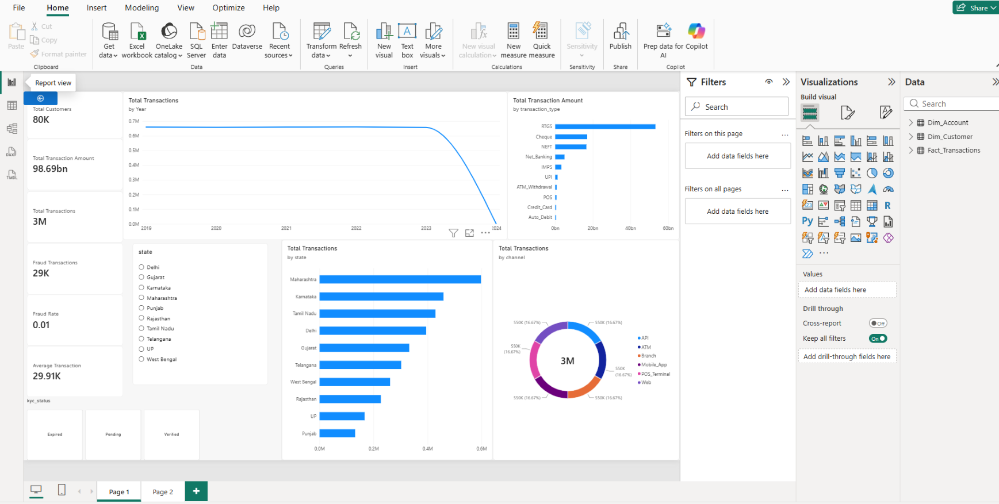 File Home Insert Modeling View Optimize Help
Share
Paste
Cut
Copy
Format painter
Clipboard
Get data
Excel workbook
OneLake catalog
SQL Server
Enter data
Dataverse
Recent sources
Data
Transform data
Refresh
Queries
New visual
Text box
More visuals
Insert
New visual calculation
New measure
Quick measure
Calculations
Sensitivity
Sensitivity
Publish
Share
Prep data for AI
Copilot
Copilot
Report view
DAX
TMDL
Total Customers
80K
Total Transaction Amount
98.69bn
Total Transactions
3M
Fraud Transactions
29K
Fraud Rate
0.01
Average Transaction
29.91K
kyc_status
Expired
Pending
Verified
Total Transactions
by Year
0.7M
0.6M
0.5M
0.4M
0.3M
0.2M
0.1M
0.0M
2019 2020 2021 2022 2023 2024
Total Transaction Amount
by transaction_type
RTGS
Cheque
NEFT
Net_Banking
IMPS
UPI
ATM_Withdrawal
POS
Credit_Card
Auto_Debit
0bn 20bn 40bn 60bn
state
Delhi
Gujarat
Karnataka
Maharashtra
Punjab
Rajasthan
Tamil Nadu
Telangana
UP
West Bengal
Total Transactions
by state
Maharashtra
Karnataka
Tamil Nadu
Delhi
Gujarat
Telangana
West Bengal
Rajasthan
UP
Punjab
0.0M 0.2M 0.4M 0.6M
Total Transactions
by channel
550K (16.67%)
550K (16.67%)
550K
(16.67%)
550K
(16.67%)
550K (16.67%)
550K (16.67%)
3M
API
ATM
Branch
Mobile_App
POS_Terminal
Web
Filters
Search
Filters on this page
Add data fields here
Filters on all pages
Add data fields here
Visualizations
Build visual
123
R
Py
Values
Add data fields here
Drill through
Cross-report Off
Keep all filters On
Add drill-through fields here
Data
Search
Dim_Account
Dim_Customer
Fact_Transactions
Page 1
Page 2